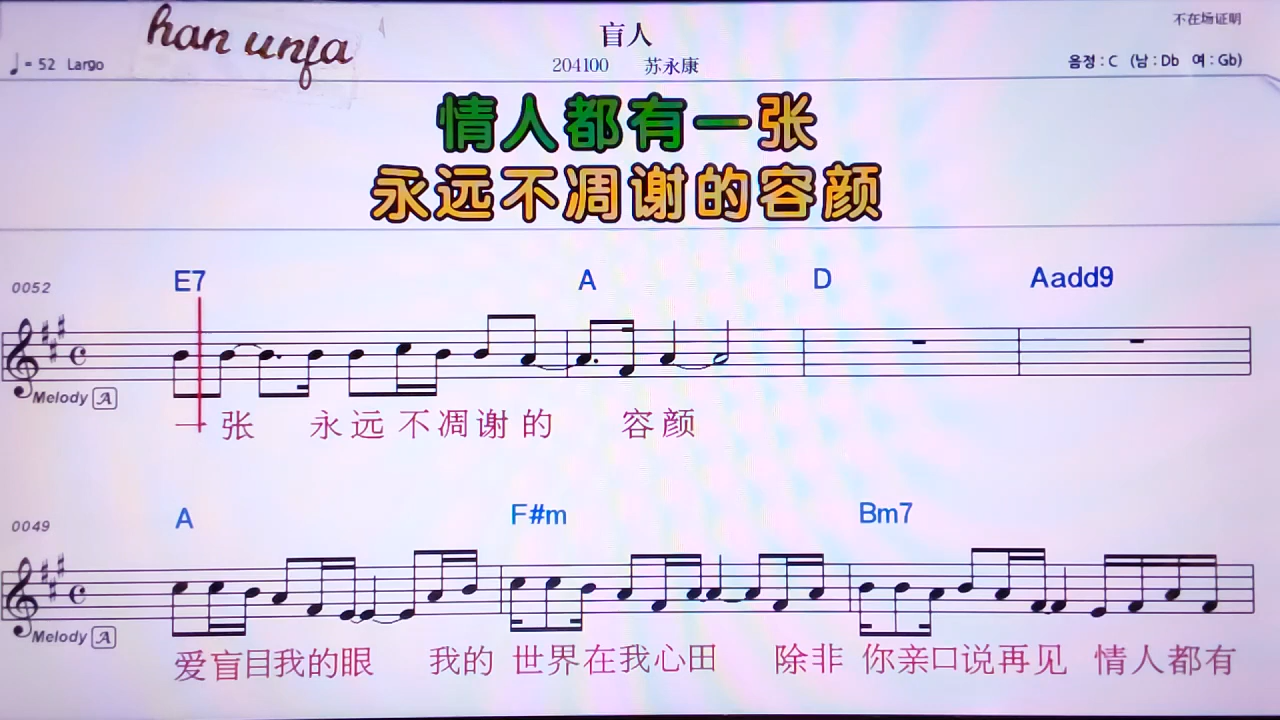 han unfa
不在场证明
盲人
♩= 52 Largo
204100 苏永康
음정 : C (남 : Db 여 : Gb)
情人都有一张
永远不凋谢的容颜
0052
E7 A D Aadd9
Melody A
一张 永远不凋谢的 容颜
0049
A F#m Bm7
Melody A
爱盲目我的眼 我的世界在我心田 除非你亲口说再见 情人都有